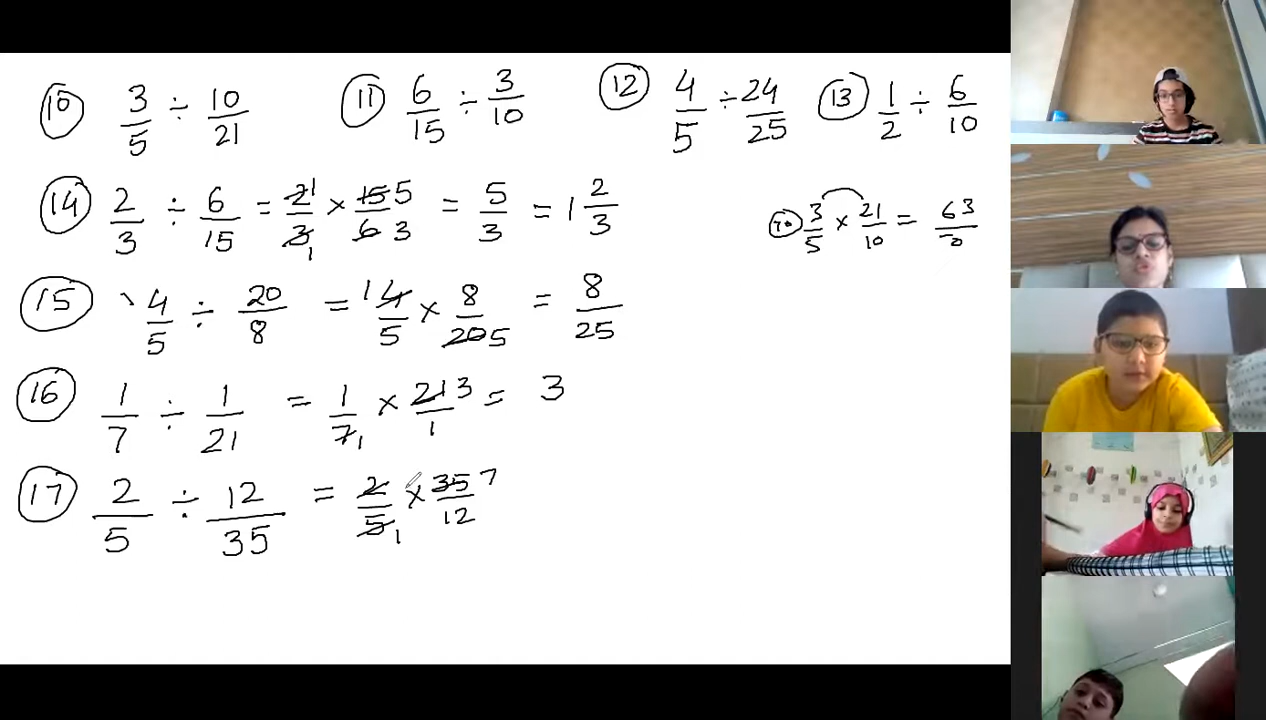 10 3/5 ÷ 10/21 11 6/15 ÷ 3/10 12 4/5 ÷ 24/25 13 1/2 ÷ 6/10
14 2/3 ÷ 6/15 = 2 1/3 1 × 15 5/6 3 = 5/3 = 1 2/3
3/5 × 21/10 = 63/
15 4/5 ÷ 20/8 = 1 4/5 × 8/20 5 = 8/25
16 1/7 ÷ 1/21 = 1/7 1 × 21 3/1 = 3
17 2/5 ÷ 12/35 = 2/5 1 × 35 7/12